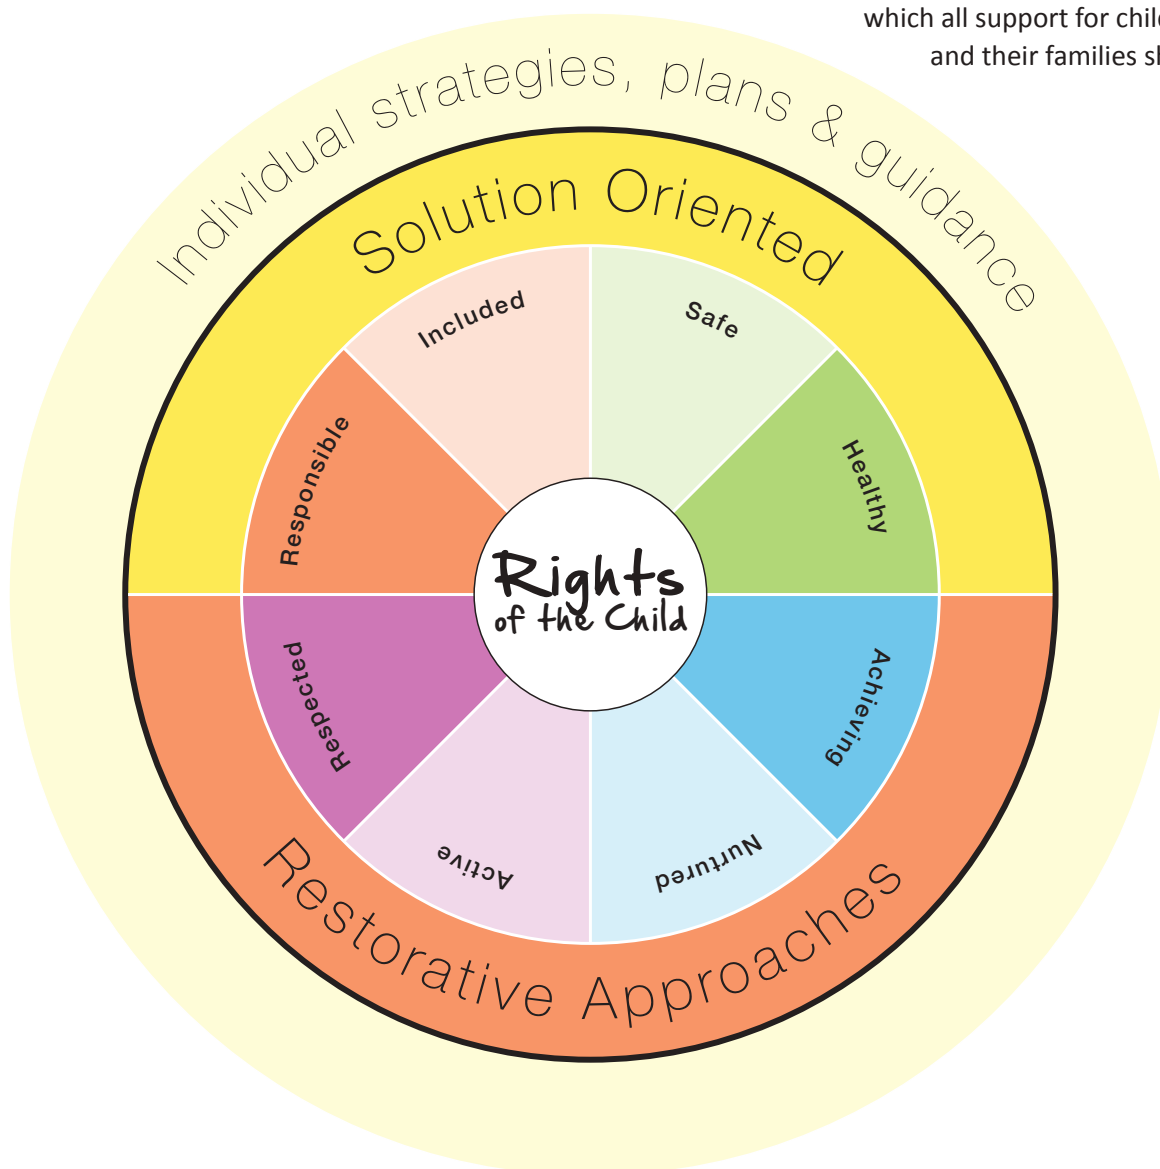 which all support for
and their families
Individual strategies, plans & guidance
Solution Oriented
Included
Safe
Responsible
Healthy
Rights
of the Child
Respected
Achieving
Active
Nurtured
Restorative Approaches